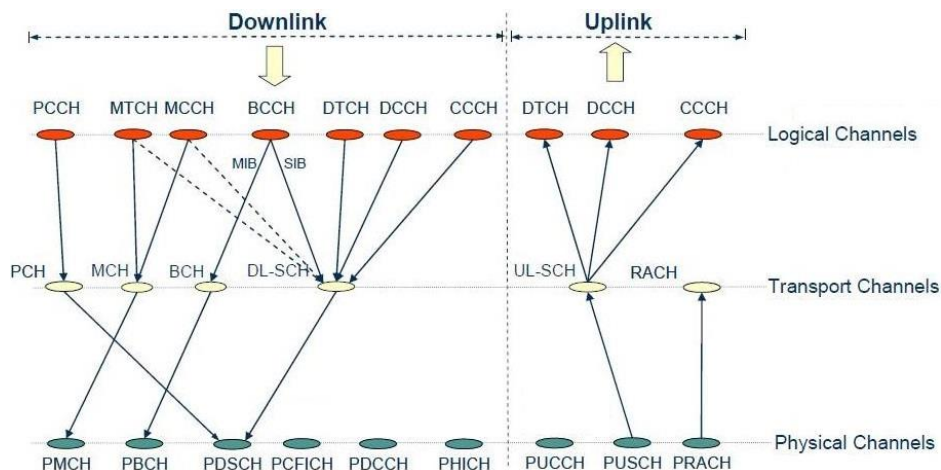 Downlink
Uplink
PCCH MTCH MCCH BCCH DTCH DCCH CCCH DTCH DCCH CCCH
Logical Channels
MIB SIB
PCH MCH BCH DL-SCH UL-SCH RACH
Transport Channels
Physical Channels
PMCH PBCH PDSCH PCFICH PDCCH PHICH PUCCH PUSCH PRACH